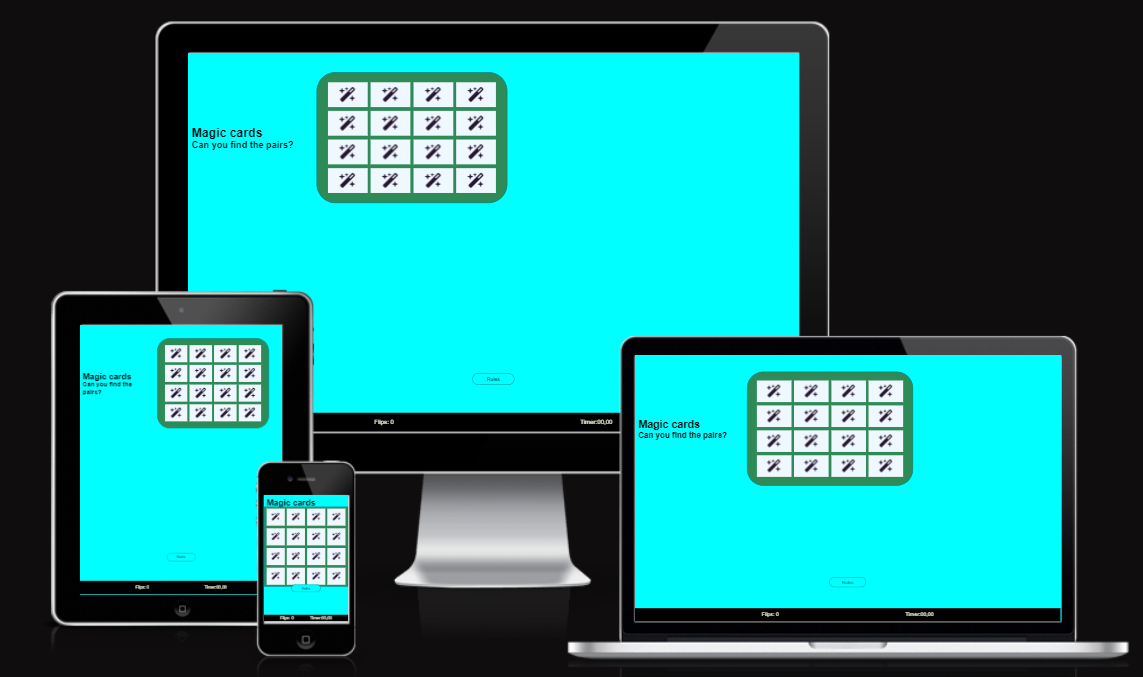 Magic cards
Can you find the pairs?
Rules
Flips: 0
Timer:00,00
Magic cards
Can you find the
pairs?
Rules
Flips: 0
Timer:00,00
Magic cards
Rules
Flips: 0
Timer:00,00
Magic cards
Can you find the pairs?
Rules
Flips: 0
Timer:00,00